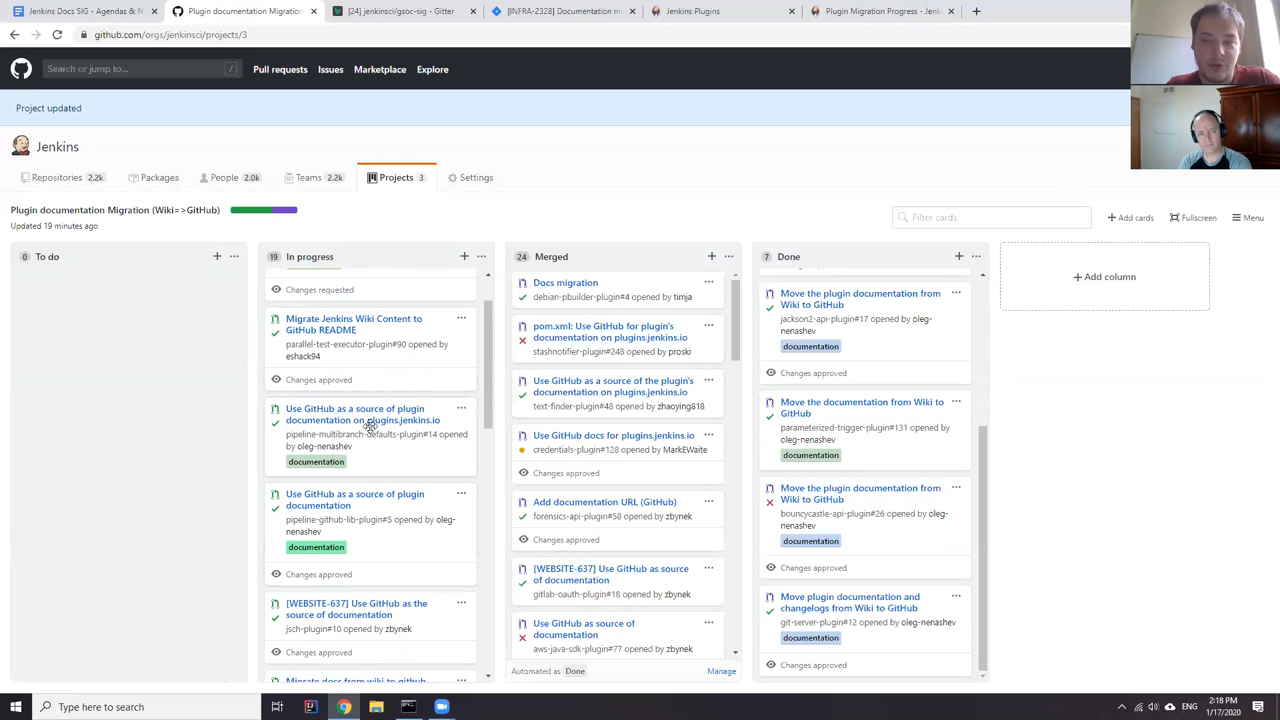 Jenkins Docs SIG - Agendas & N
Plugin documentation Migration
[24] jenkinsci/gsoc-sig - Gitter
[INFRA-2328] Documentation m
Jenkins Plugins
Plugin Migration Progress - Jen
github.com/orgs/jenkinsci/projects/3
Search or jump to...
/
Pull requests
Issues
Marketplace
Explore
Project updated
Jenkins
Repositories 2.2k
Packages
People 2.0k
Teams 2.2k
Projects 3
Settings
Plugin documentation Migration (Wiki=>GitHub)
Updated 19 minutes ago
Filter cards
Add cards
Fullscreen
Menu
0 To do
19 In progress
Changes requested
Migrate Jenkins Wiki Content to
GitHub README
parallel-test-executor-plugin#90 opened by
eshack94
Changes approved
Use GitHub as a source of plugin
documentation on plugins.jenkins.io
pipeline-multibranch-defaults-plugin#14 opened
by oleg-nenashev
documentation
Use GitHub as a source of plugin
documentation
pipeline-github-lib-plugin#5 opened by oleg-
nenashev
documentation
Changes approved
[WEBSITE-637] Use GitHub as the
source of documentation
jsch-plugin#10 opened by zbynek
Changes approved
Migrate docs from wiki to github
24 Merged
Docs migration
debian-pbuilder-plugin#4 opened by timja
pom.xml: Use GitHub for plugin's
documentation on plugins.jenkins.io
stashnotifier-plugin#248 opened by proski
Use GitHub as a source of the plugin's
documentation on plugins.jenkins.io
text-finder-plugin#48 opened by zhaoying818
Use GitHub docs for plugins.jenkins.io
credentials-plugin#128 opened by MarkEWaite
Changes approved
Add documentation URL (GitHub)
forensics-api-plugin#58 opened by zbynek
Changes approved
[WEBSITE-637] Use GitHub as source
of documentation
gitlab-oauth-plugin#18 opened by zbynek
Use GitHub as source of
documentation
aws-java-sdk-plugin#77 opened by zbynek
Automated as Done
Manage
7 Done
Move the plugin documentation from
Wiki to GitHub
jackson2-api-plugin#17 opened by oleg-
nenashev
documentation
Changes approved
Move the documentation from Wiki to
GitHub
parameterized-trigger-plugin#131 opened by
oleg-nenashev
documentation
Move the plugin documentation from
Wiki to GitHub
bouncycastle-api-plugin#26 opened by oleg-
nenashev
documentation
Changes approved
Move plugin documentation and
changelogs from Wiki to GitHub
git-server-plugin#12 opened by oleg-nenashev
documentation
Changes approved
Add column
Type here to search
ENG
2:18 PM
1/17/2020